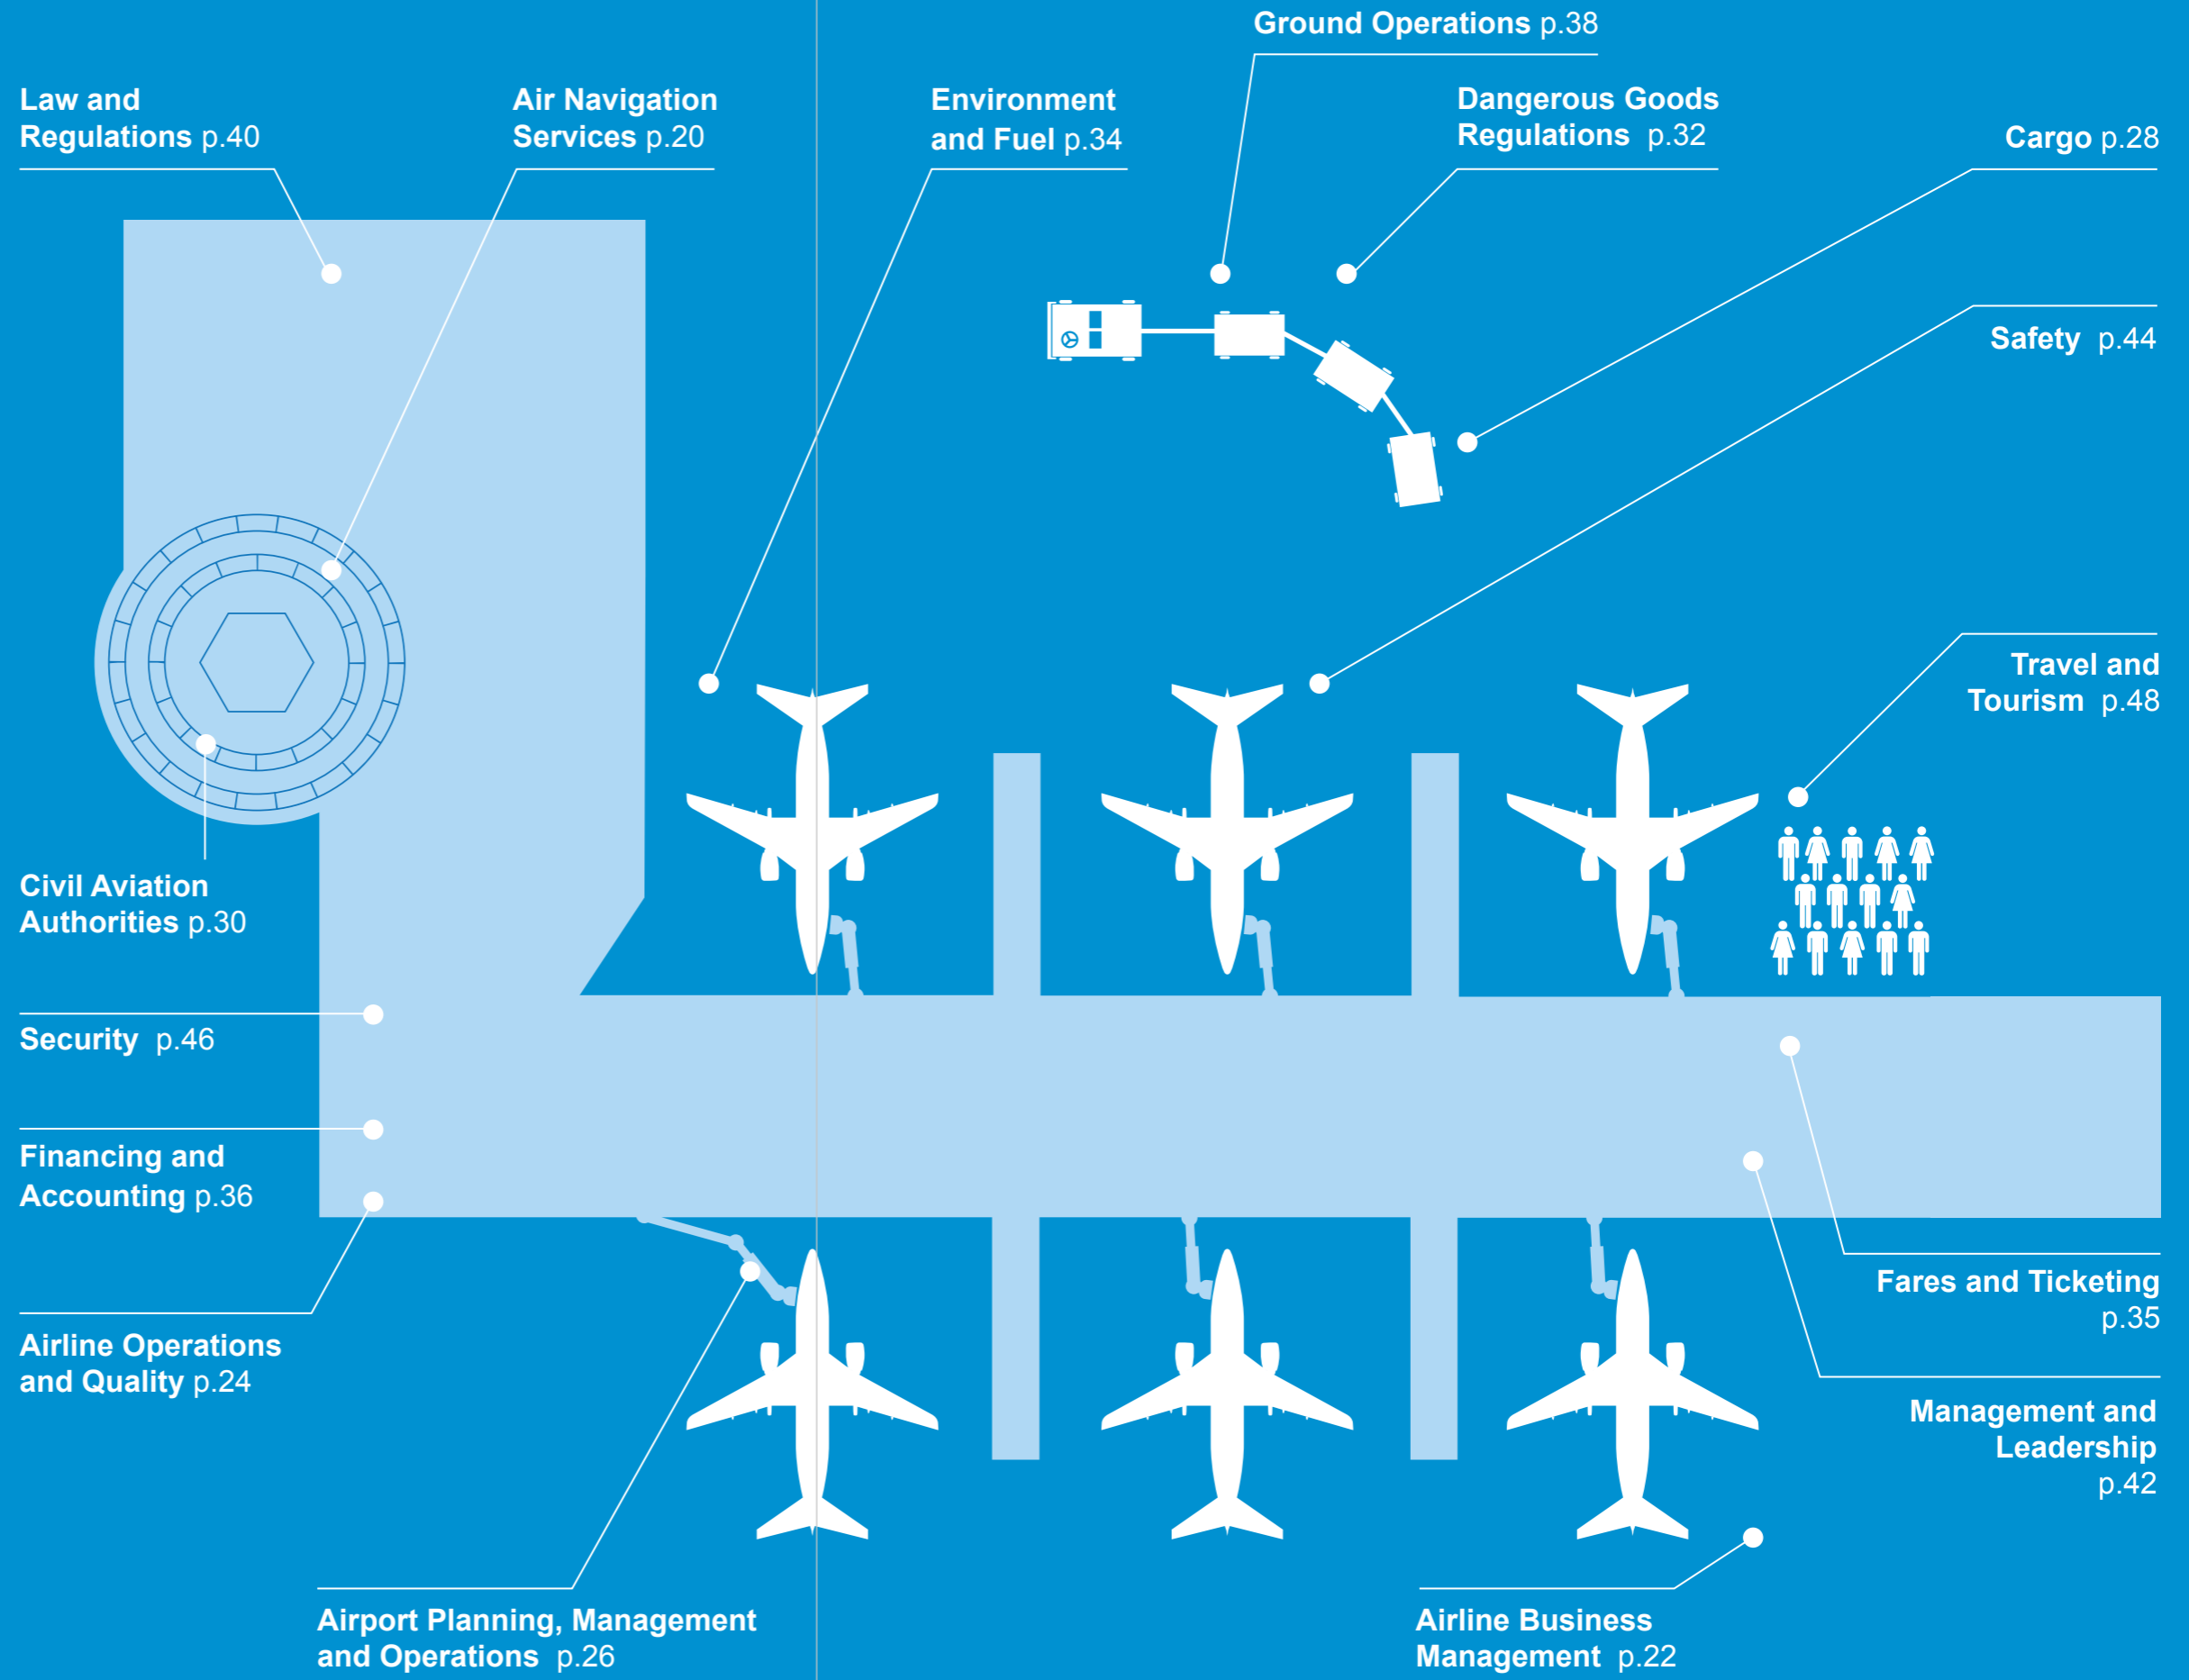 Ground Operations p.38
Law and
Regulations p.40
Air Navigation
Services p.20
Environment
and Fuel p.34
Dangerous Goods
Regulations p.32
Cargo p.28
Safety p.44
Travel and
Tourism p.48
Civil Aviation
Authorities p.30
Security p.46
Financing and
Accounting p.36
Fares and Ticketing
p.35
Airline Operations
and Quality p.24
Management and
Leadership
p.42
Airport Planning, Management
and Operations p.26
Airline Business
Management p.22